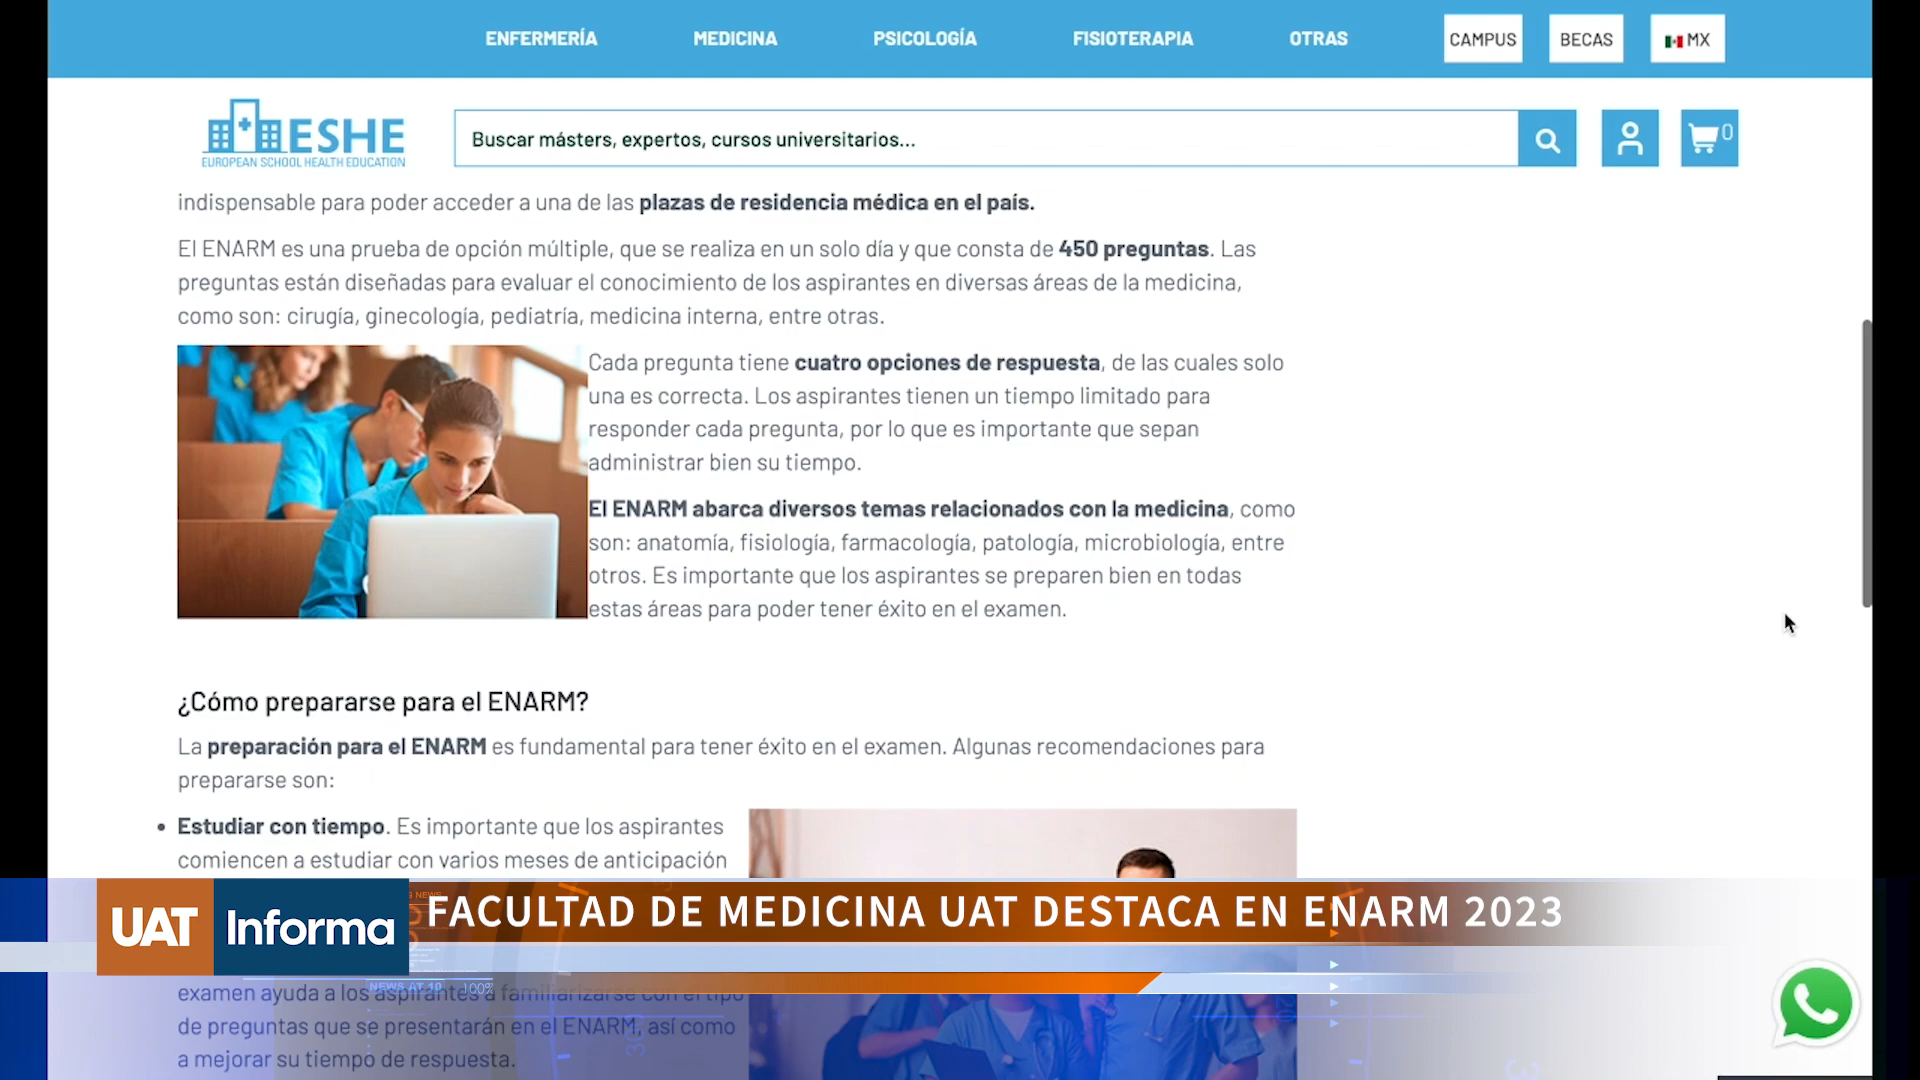 ENFERMERÍA MEDICINA PSICOLOGÍA FISIOTERAPIA OTRAS CAMPUS BECAS MX
ESHE
EUROPEAN SCHOOL HEALTH EDUCATION
Buscar másters, expertos, cursos universitarios...
0
indispensable para poder acceder a una de las plazas de residencia médica en el país.
El ENARM es una prueba de opción múltiple, que se realiza en un solo día y que consta de 450 preguntas. Las
preguntas están diseñadas para evaluar el conocimiento de los aspirantes en diversas áreas de la medicina,
como son: cirugía, ginecología, pediatría, medicina interna, entre otras.
Cada pregunta tiene cuatro opciones de respuesta, de las cuales solo
una es correcta. Los aspirantes tienen un tiempo limitado para
responder cada pregunta, por lo que es importante que sepan
administrar bien su tiempo.
El ENARM abarca diversos temas relacionados con la medicina, como
son: anatomía, fisiología, farmacología, patología, microbiología, entre
otros. Es importante que los aspirantes se preparen bien en todas
estas áreas para poder tener éxito en el examen.
¿Cómo prepararse para el ENARM?
La preparación para el ENARM es fundamental para tener éxito en el examen. Algunas recomendaciones para
prepararse son:
• Estudiar con tiempo. Es importante que los aspirantes
comiencen a estudiar con varios meses de anticipación
UAT Informa
FACULTAD DE MEDICINA UAT DESTACA EN ENARM 2023
NEWS AT 10 100%
examen ayuda a los aspirantes a familiarizarse con el tipo
de preguntas que se presentarán en el ENARM, así como
a mejorar su tiempo de respuesta.